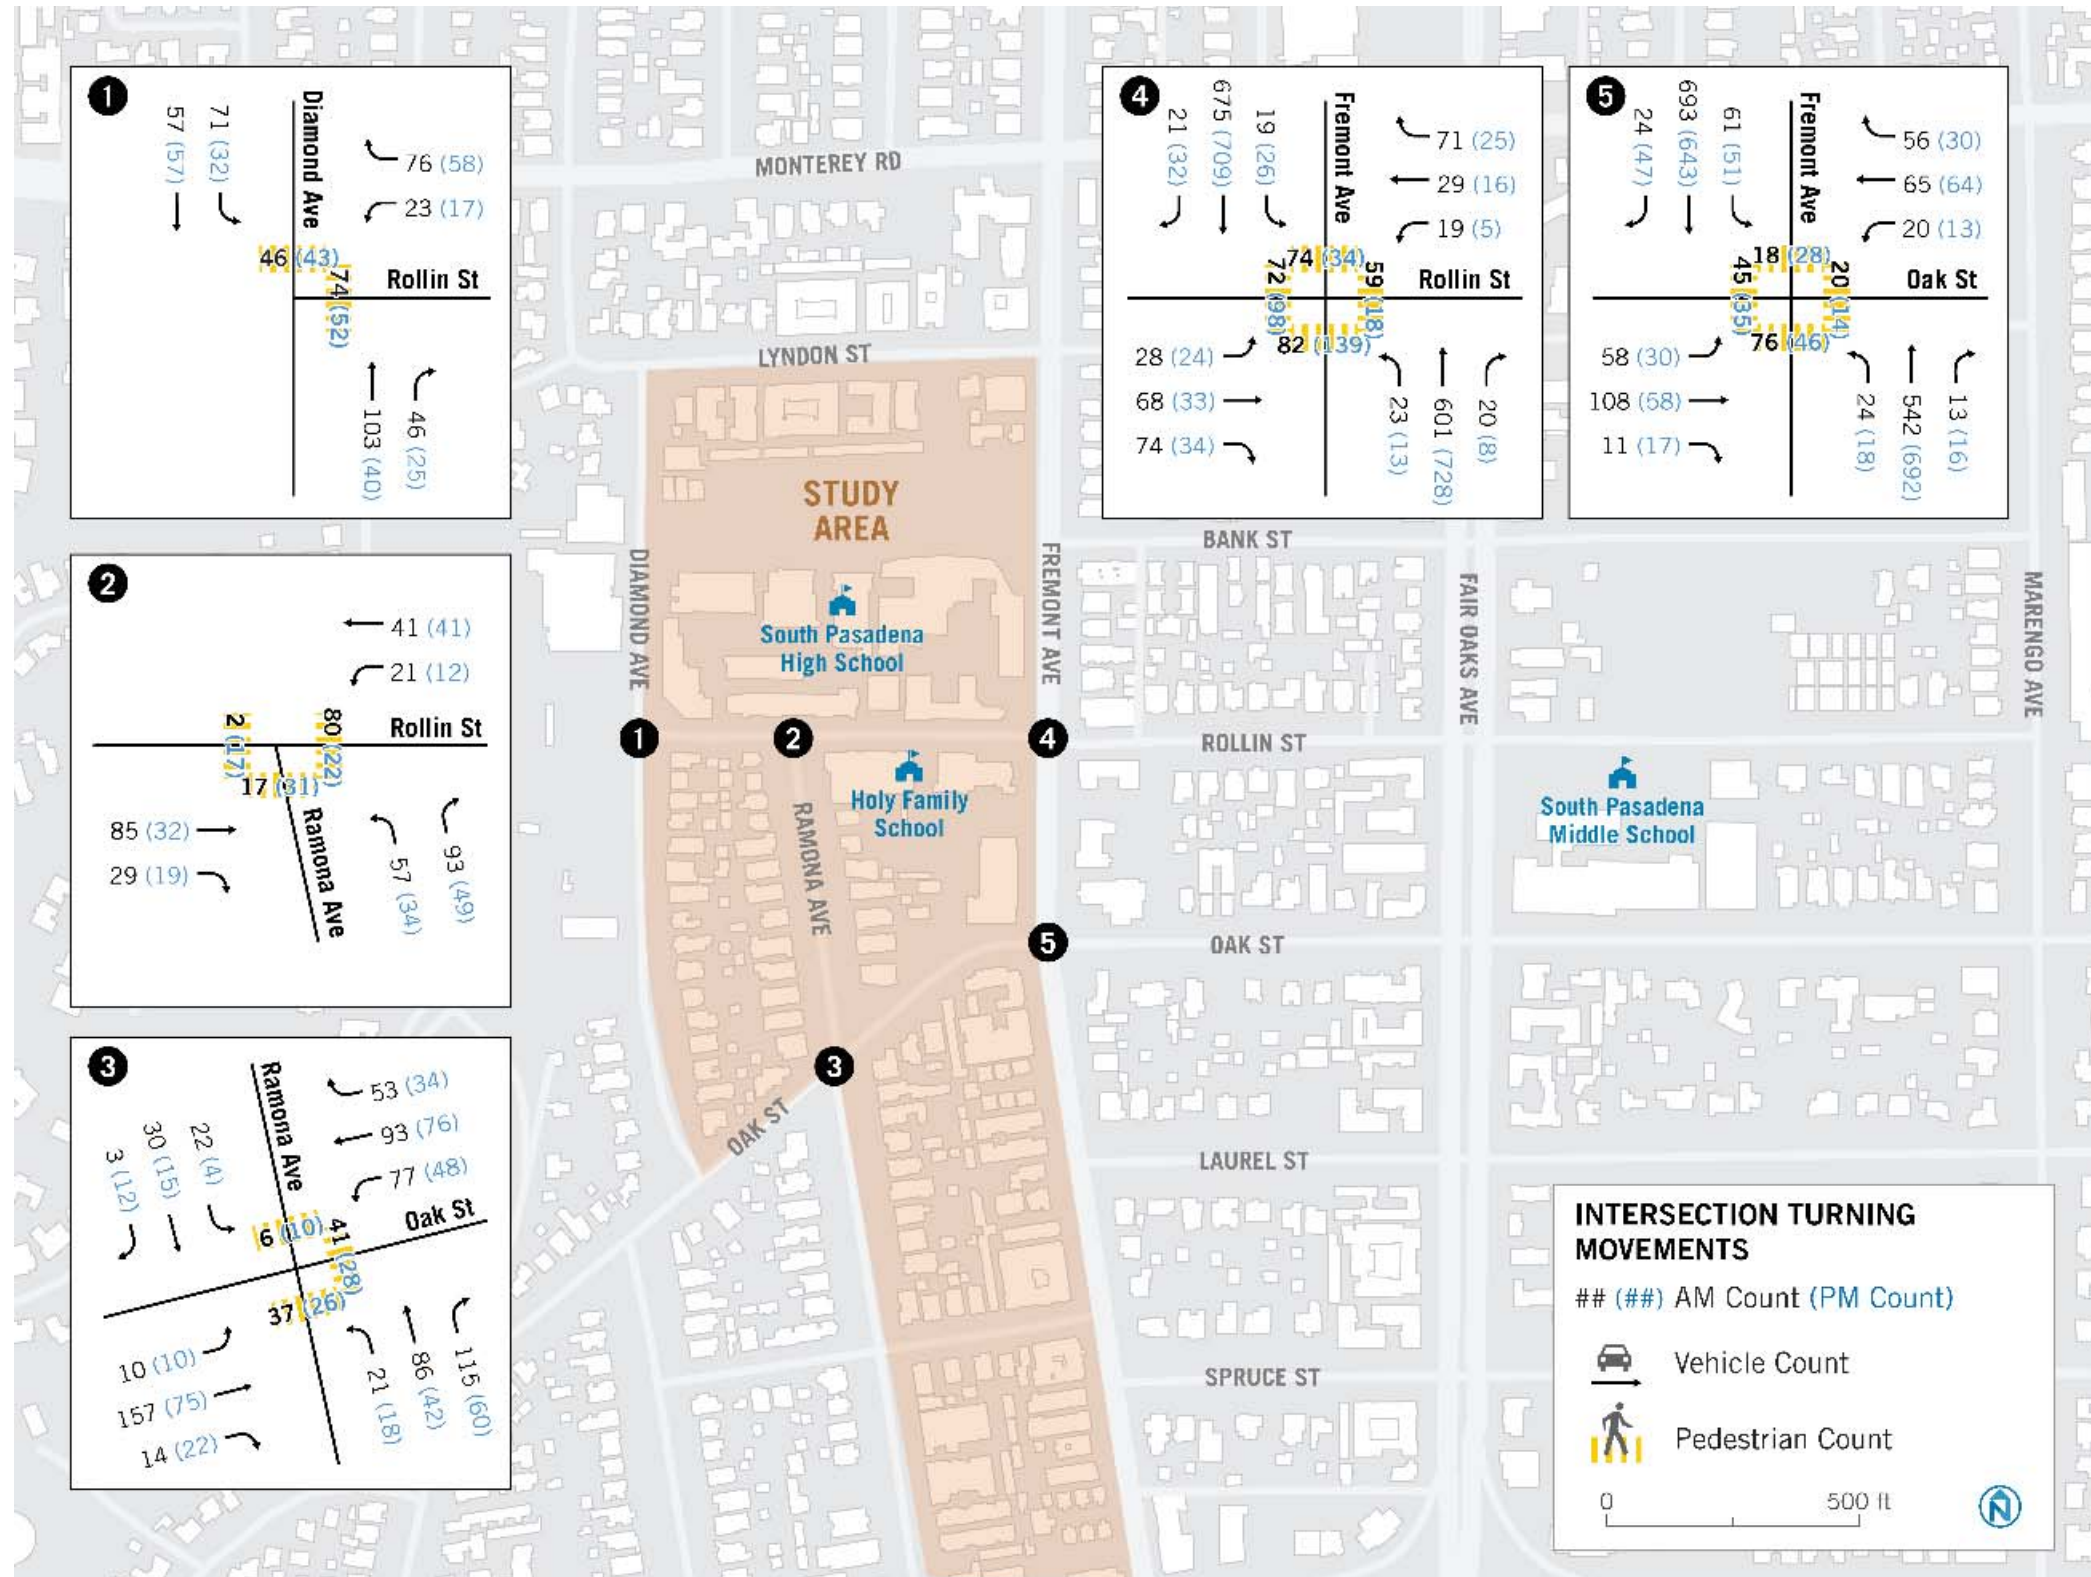 1
57 (57)
71 (32)
Diamond Ave
76 (58)
23 (17)
46 (43)
74 (52)
Rollin St
103 (40)
46 (25)
2
41 (41)
21 (12)
2 (17)
80 (22)
Rollin St
17 (31)
Ramona Ave
85 (32)
29 (19)
57 (34)
93 (49)
3
3 (12)
30 (15)
22 (4)
Ramona Ave
53 (34)
93 (76)
77 (48)
Oak St
6 (10)
41 (28)
37 (26)
10 (10)
157 (75)
14 (22)
21 (18)
86 (42)
115 (60)
4
21 (32)
675 (709)
19 (26)
Fremont Ave
71 (25)
29 (16)
19 (5)
74 (34)
72 (98)
59 (18)
Rollin St
82 (139)
28 (24)
68 (33)
74 (34)
23 (13)
601 (728)
20 (8)
5
24 (47)
693 (643)
61 (51)
Fremont Ave
56 (30)
65 (64)
20 (13)
18 (28)
45 (35)
20 (14)
Oak St
76 (46)
58 (30)
108 (58)
11 (17)
24 (18)
542 (692)
13 (16)
MONTEREY RD
LYNDON ST
STUDY
AREA
BANK ST
DIAMOND AVE
FREMONT AVE
FAIR OAKS AVE
MARENGO AVE
South Pasadena
High School
1
2
4
ROLLIN ST
Holy Family
School
RAMONA AVE
South Pasadena
Middle School
5
OAK ST
3
OAK ST
LAUREL ST
SPRUCE ST
INTERSECTION TURNING
MOVEMENTS
## (##) AM Count (PM Count)
Vehicle Count
Pedestrian Count
0 500 ft
N